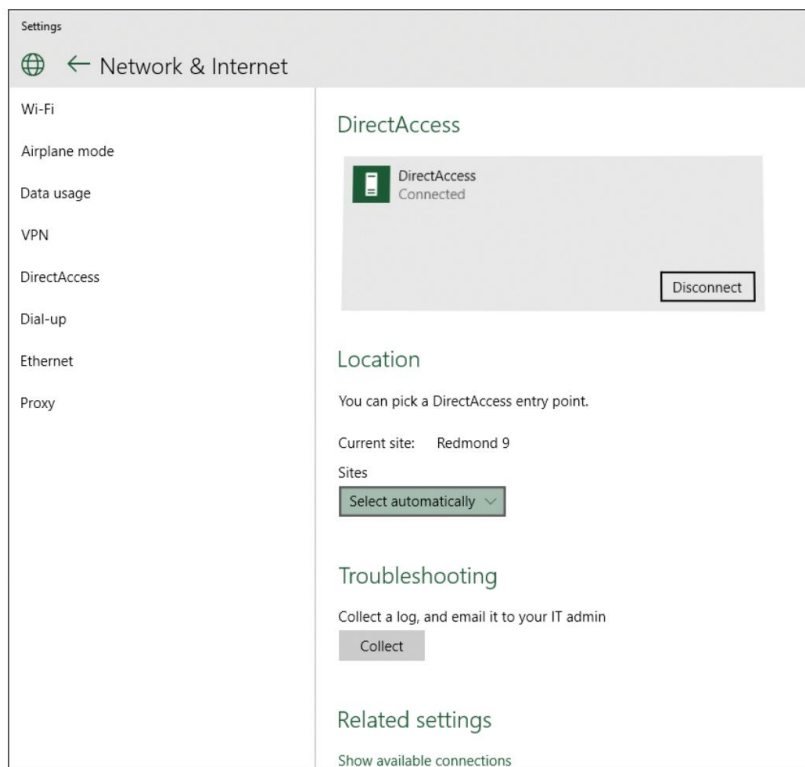 Settings
Network & Internet
Wi-Fi
Airplane mode
Data usage
VPN
DirectAccess
Dial-up
Ethernet
Proxy
DirectAccess
DirectAccess
Connected
Disconnect
Location
You can pick a DirectAccess entry point.
Current site: Redmond 9
Sites
Select automatically
Troubleshooting
Collect a log, and email it to your IT admin
Collect
Related settings
Show available connections